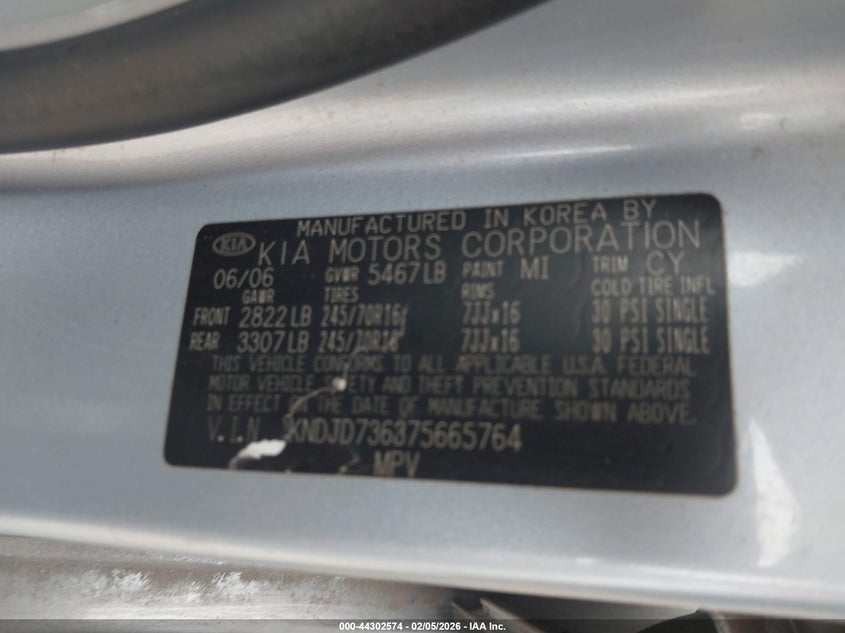 MANUFACTURED IN KOREA BY
KIA KIA MOTORS CORPORATION
06/06 GVWR 5467LB PAINT MI TRIM CY
GAWR TIRES RIMS COLD TIRE INFL
FRONT 2822LB 245/70R16 7JJx16 30 PSI SINGLE
REAR 3307LB 245/70R16 7JJx16 30 PSI SINGLE
THIS VEHICLE CONFORMS TO ALL APPLICABLE U.S.A. FEDERAL
MOTOR VEHICLE AND THEFT PREVENTION STANDARDS
IN EFFECT ON THE DATE OF MANUFACTURE SHOWN ABOVE.
V.I.N KNDJD736375665764
MPV
000-44302574 - 02/05/2026 - IAA Inc.